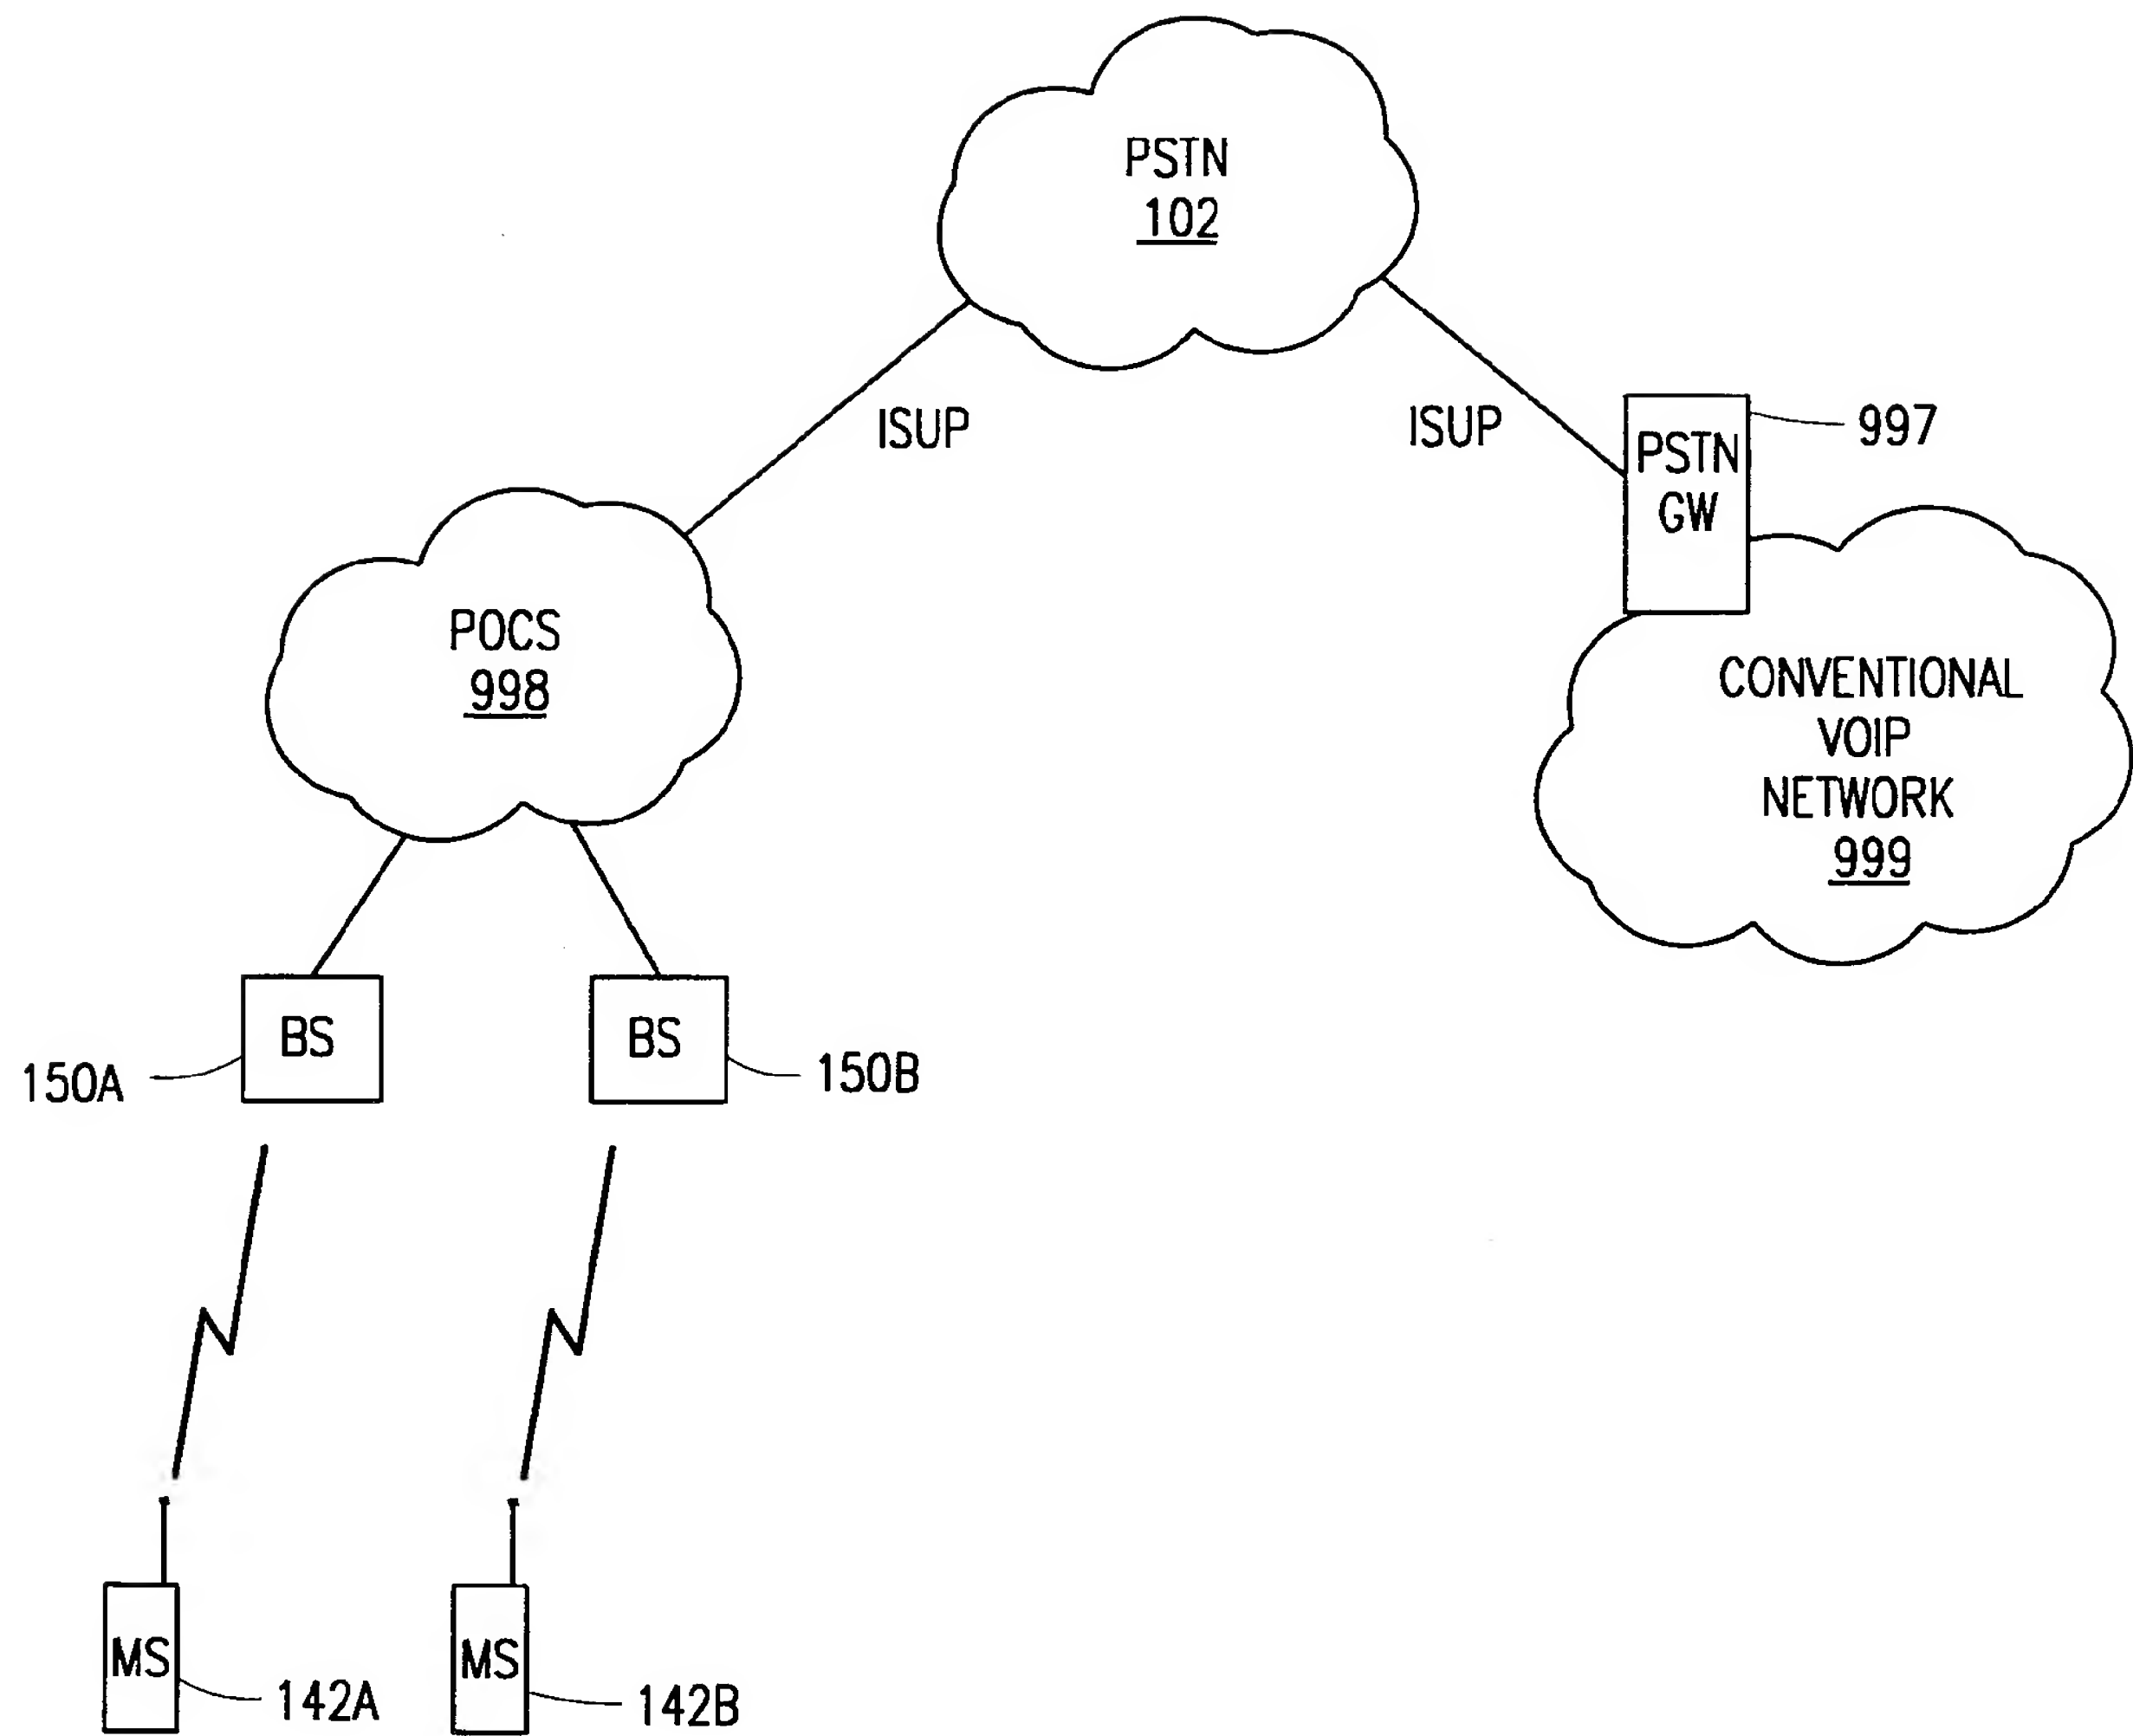 PSTN
102
ISUP
ISUP
PSTN
GW
997
POCS
998
CONVENTIONAL
VOIP
NETWORK
999
BS
150A
BS
150B
MS
142A
MS
142B